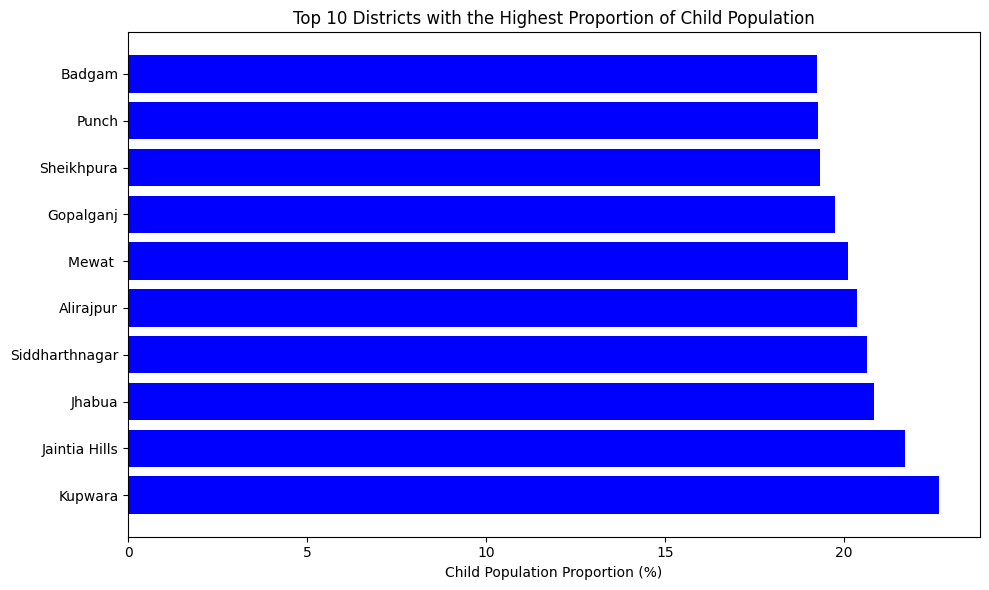 Top 10 Districts with the Highest Proportion of Child Population
Badgam
Punch
Sheikhpura
Gopalganj
Mewat
Alirajpur
Siddharthnagar
Jhabua
Jaintia Hills
Kupwara
0 5 10 15 20
Child Population Proportion (%)